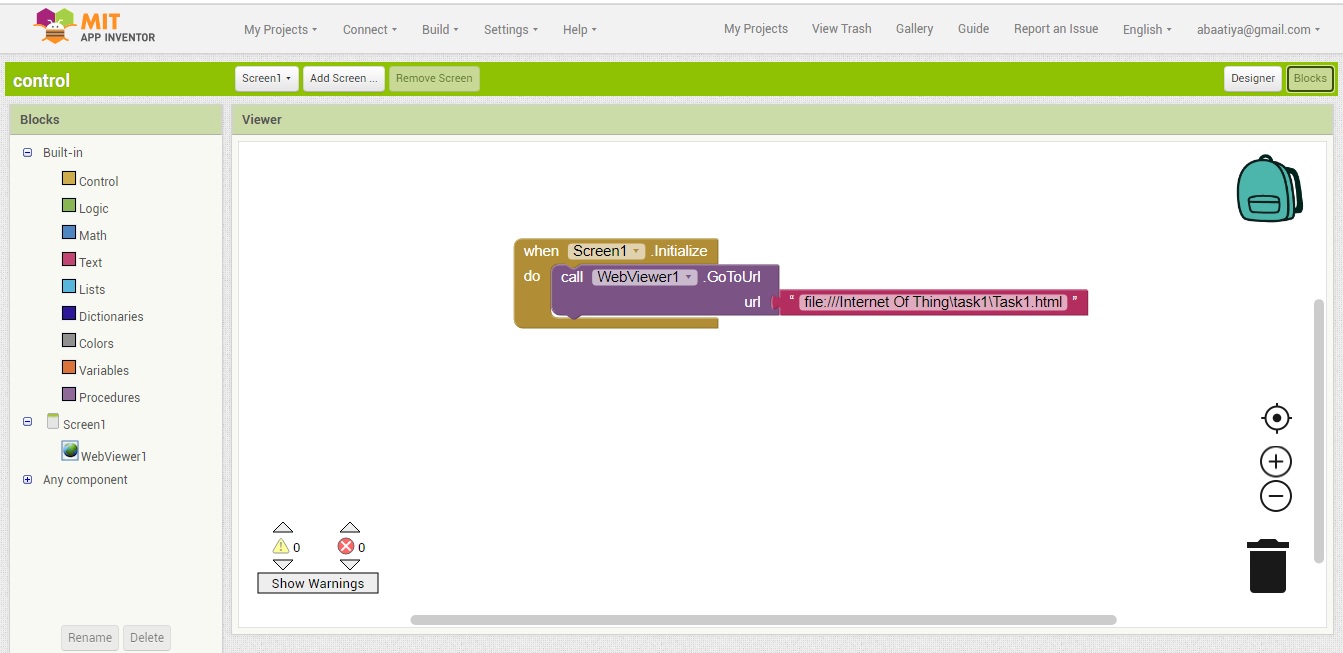 MIT
APP INVENTOR
My Projects Connect Build Settings Help My Projects View Trash Gallery Guide Report an Issue English abaatiya@gmail.com
control Screen1 Add Screen ... Remove Screen Designer Blocks
Blocks
Viewer
Built-in
Control
Logic
Math
Text
Lists
Dictionaries
Colors
Variables
Procedures
Screen1
WebViewer1
Any component
Rename Delete
when Screen1 .Initialize
do call WebViewer1 .GoToUrl
url “ file:///Internet Of Thing\task1\Task1.html ”
0 0
Show Warnings